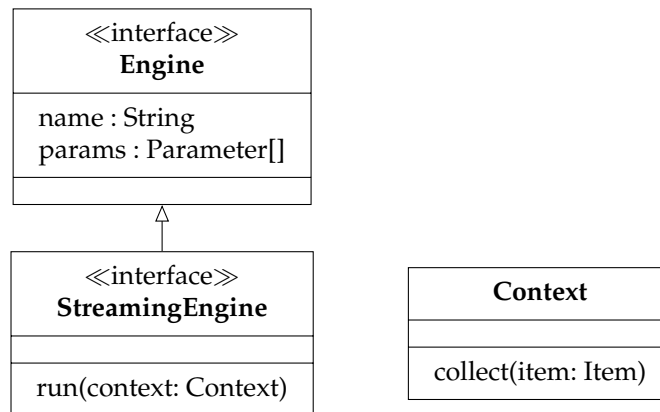 ≪interface≫
Engine
name : String
params : Parameter[]
≪interface≫
StreamingEngine
run(context: Context)
Context
collect(item: Item)